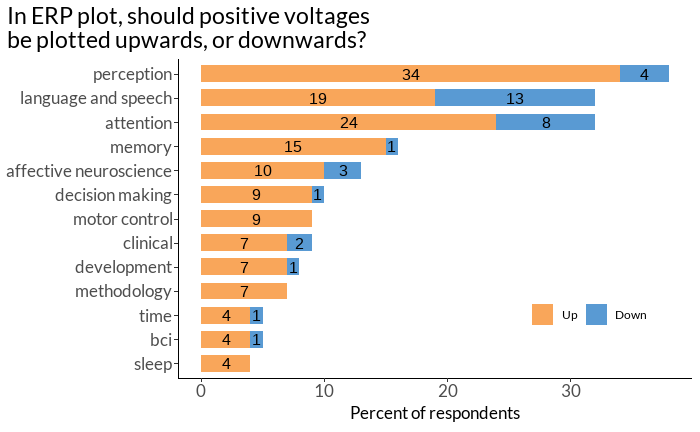 In ERP plot, should positive voltages
be plotted upwards, or downwards?
perception 34 4
language and speech 19 13
attention 24 8
memory 15 1
affective neuroscience 10 3
decision making 9 1
motor control 9
clinical 7 2
development 7 1
methodology 7
time 4 1
bci 4 1
sleep 4
Up Down
0 10 20 30
Percent of respondents